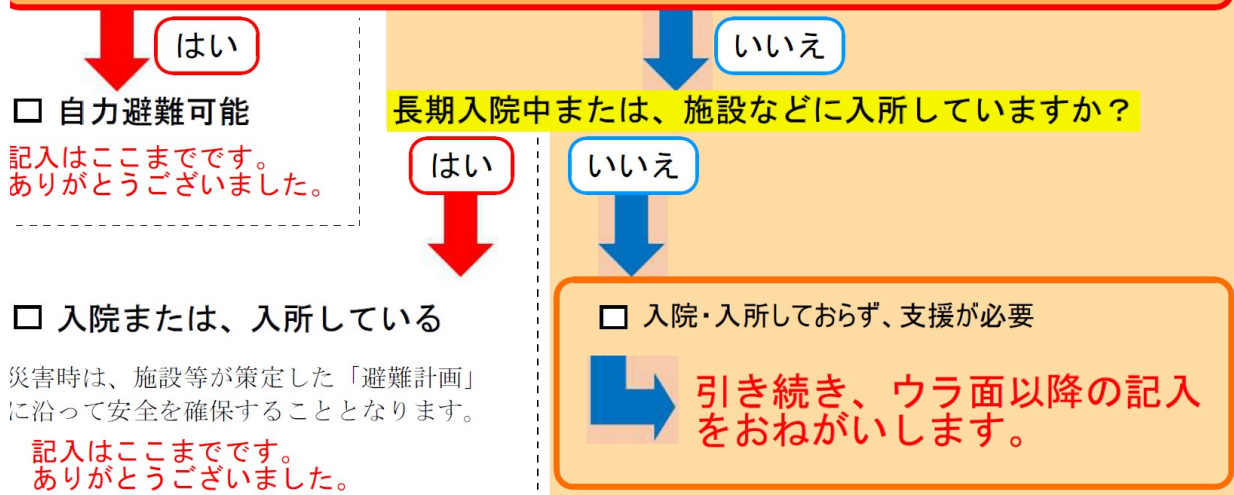 はい
いいえ
□ 自力避難可能
記入はここまでです。
ありがとうございました。
長期入院中または、施設などに入所していますか？
はい
いいえ
□ 入院または、入所している
災害時は、施設等が策定した「避難計画」
に沿って安全を確保することとなります。
記入はここまでです。
ありがとうございました。
□ 入院・入所しておらず、支援が必要
引き続き、ウラ面以降の記入
をおねがいします。